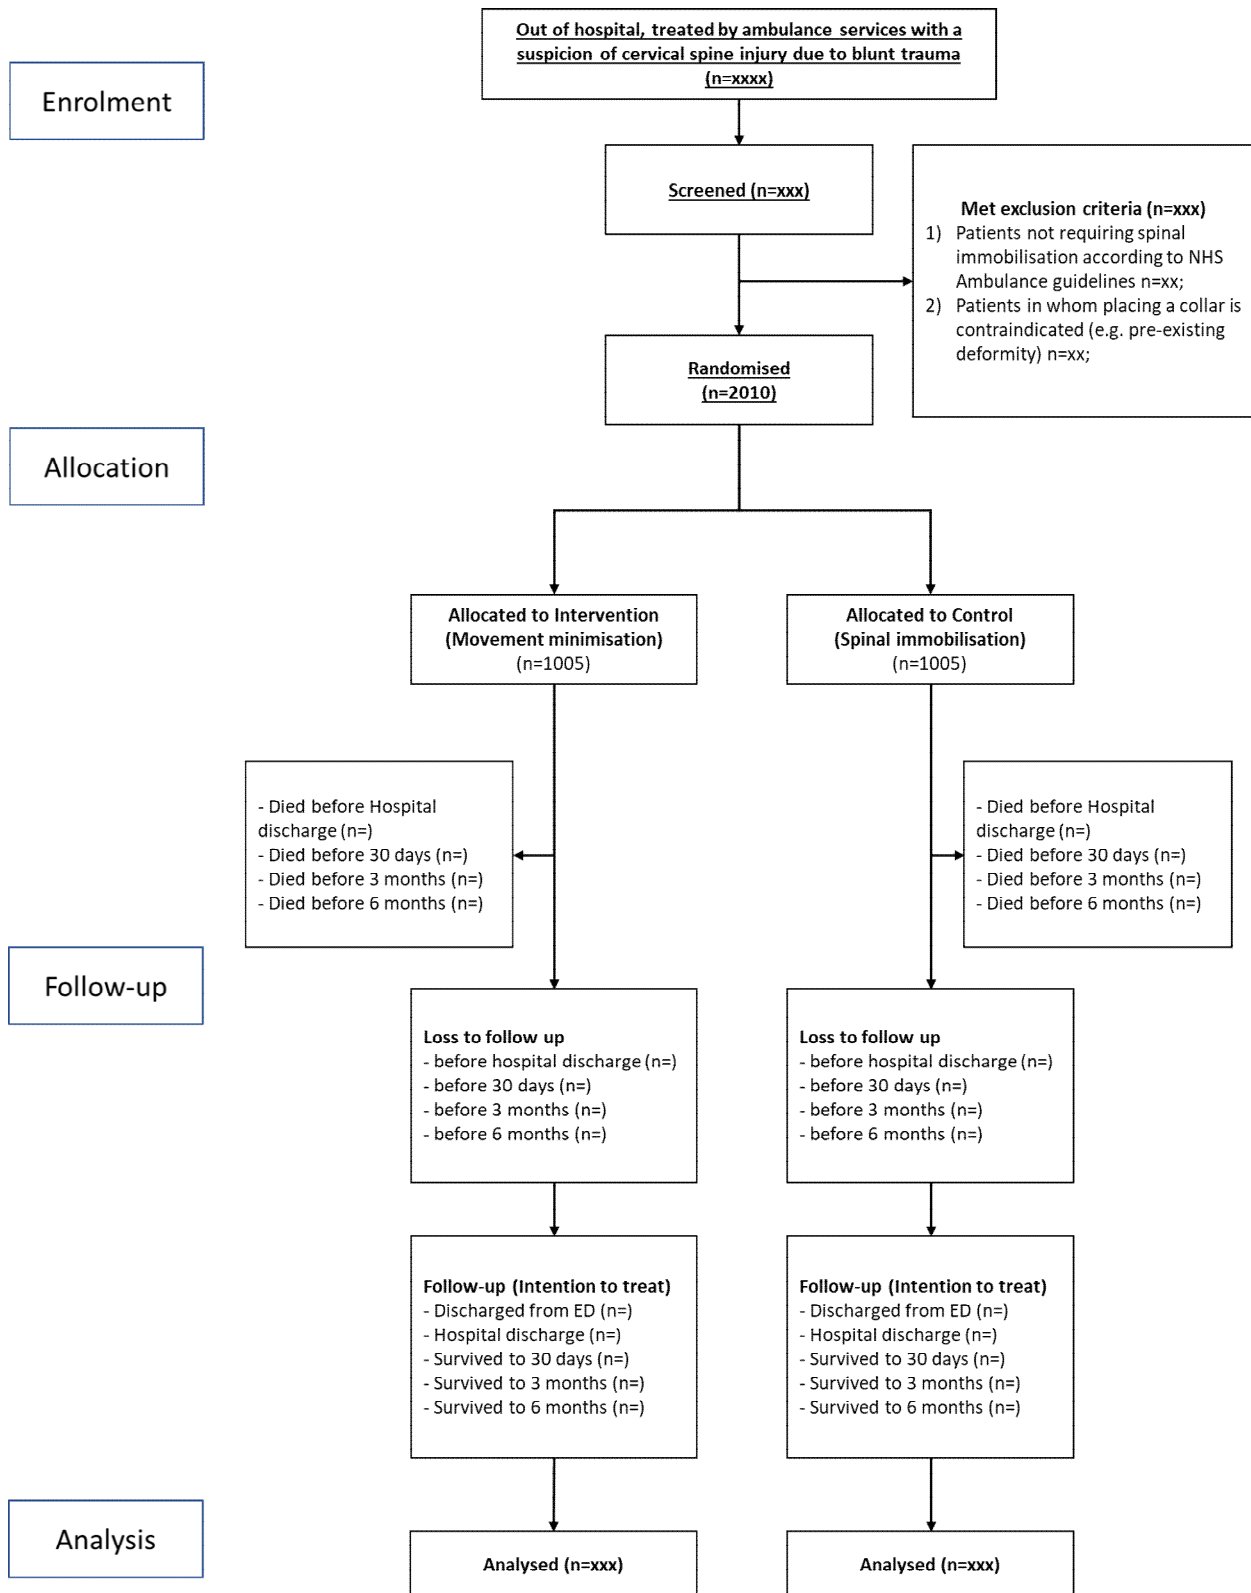 Out of hospital, treated by ambulance services with a
suspicion of cervical spine injury due to blunt trauma
(n=xxxx)
Enrolment
Screened (n=xxx)
Met exclusion criteria (n=xxx)
1) Patients not requiring spinal
immobilisation according to NHS
Ambulance guidelines n=xx;
2) Patients in whom placing a collar is
contraindicated (e.g. pre-existing
deformity) n=xx;
Randomised
(n=2010)
Allocation
Allocated to Intervention
(Movement minimisation)
(n=1005)
Allocated to Control
(Spinal immobilisation)
(n=1005)
- Died before Hospital
discharge (n=)
- Died before 30 days (n=)
- Died before 3 months (n=)
- Died before 6 months (n=)
- Died before Hospital
discharge (n=)
- Died before 30 days (n=)
- Died before 3 months (n=)
- Died before 6 months (n=)
Follow-up
Loss to follow up
- before hospital discharge (n=)
- before 30 days (n=)
- before 3 months (n=)
- before 6 months (n=)
Loss to follow up
- before hospital discharge (n=)
- before 30 days (n=)
- before 3 months (n=)
- before 6 months (n=)
Follow-up (Intention to treat)
- Discharged from ED (n=)
- Hospital discharge (n=)
- Survived to 30 days (n=)
- Survived to 3 months (n=)
- Survived to 6 months (n=)
Follow-up (Intention to treat)
- Discharged from ED (n=)
- Hospital discharge (n=)
- Survived to 30 days (n=)
- Survived to 3 months (n=)
- Survived to 6 months (n=)
Analysis
Analysed (n=xxx)
Analysed (n=xxx)